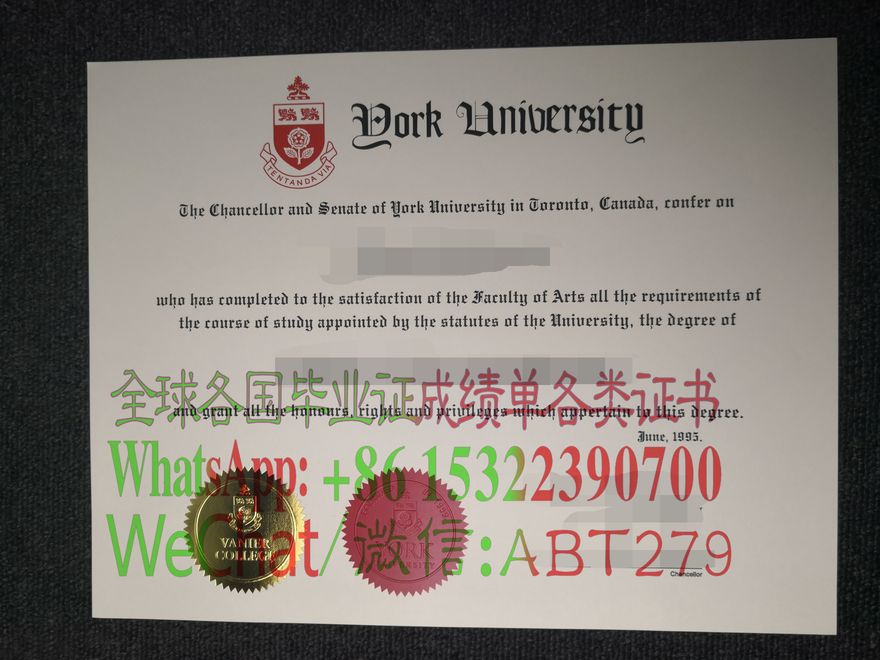 York University
TENTANDA VIA
The Chancellor and Senate of York University in Toronto, Canada, confer on
who has completed to the satisfaction of the Faculty of Arts all the requirements of
the course of study appointed by the statutes of the University, the degree of
全球各国毕业证成绩单各类证书
and grant all the honours, rights and privileges which appertain to this degree.
June, 1995.
WhatsApp: +86 15322390700
WeChat/微信:ABT279
VANIER
COLLEGE
YORK
UNIVERSITY
Chancellor